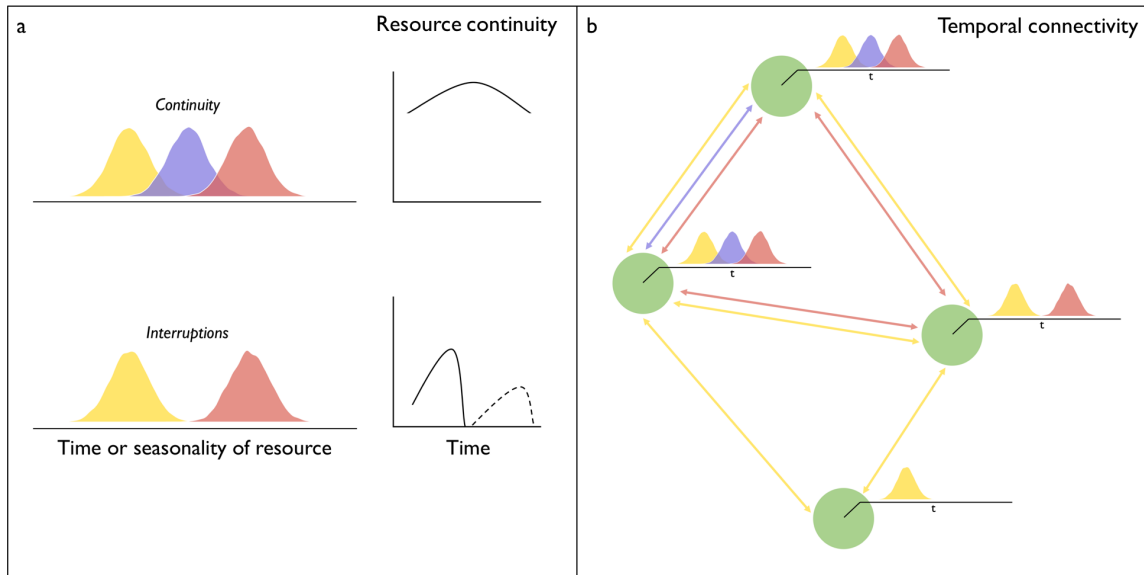 a
Resource continuity
Continuity
Interruptions
Time or seasonality of resource
Time
b
Temporal connectivity
t
t
t
t